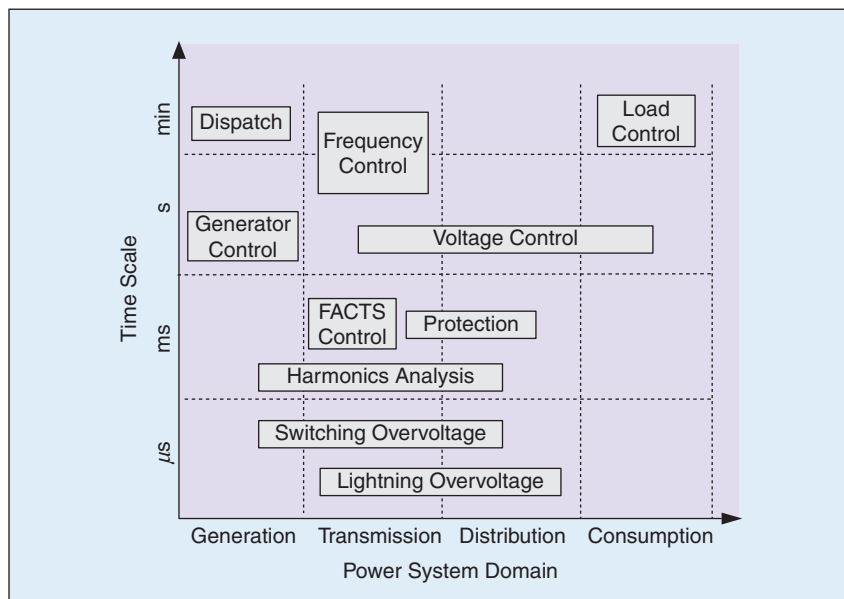 min
Dispatch
Frequency
Control
Load
Control
s
Generator
Control
Voltage Control
Time Scale
ms
FACTS
Control
Protection
Harmonics Analysis
μs
Switching Overvoltage
Lightning Overvoltage
Generation
Transmission
Distribution
Consumption
Power System Domain